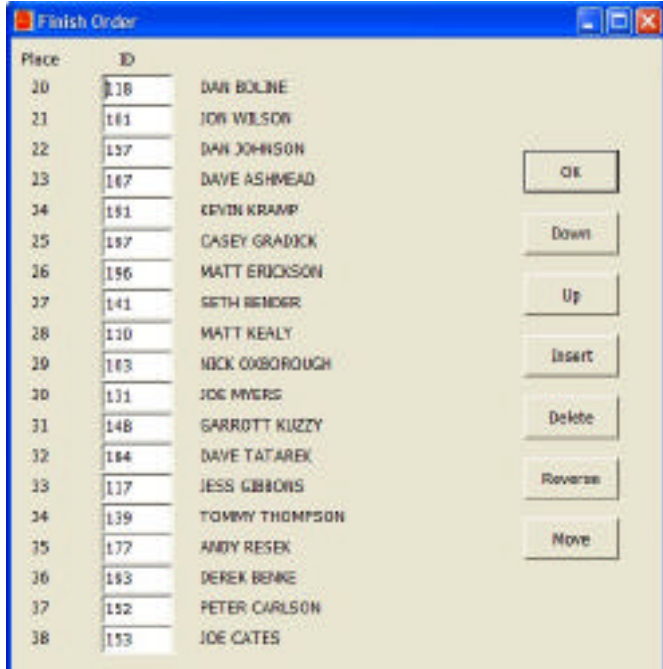 Finish Order
Place ID
20 118 DAN BOLINE
21 101 JON WILSON
22 157 DAN JOHNSON
23 167 DAVE ASHMEAD
24 191 KEVIN KRAMP
25 197 CASEY GRADICK
26 196 MATT ERICKSON
27 141 SETH BENDER
28 110 MATT KEALY
29 103 NICK OXBOROUGH
30 131 JOE MYERS
31 148 GARROTT KUZZY
32 DAVE TATAREK
33 117 JESS GIBBONS
34 139 TOMMY THOMPSON
35 177 ANDY RESEK
36 DEREK BENKE
37 152 PETER CARLSON
38 153 JOE CATES
OK
Down
Up
Insert
Delete
Reverse
Move